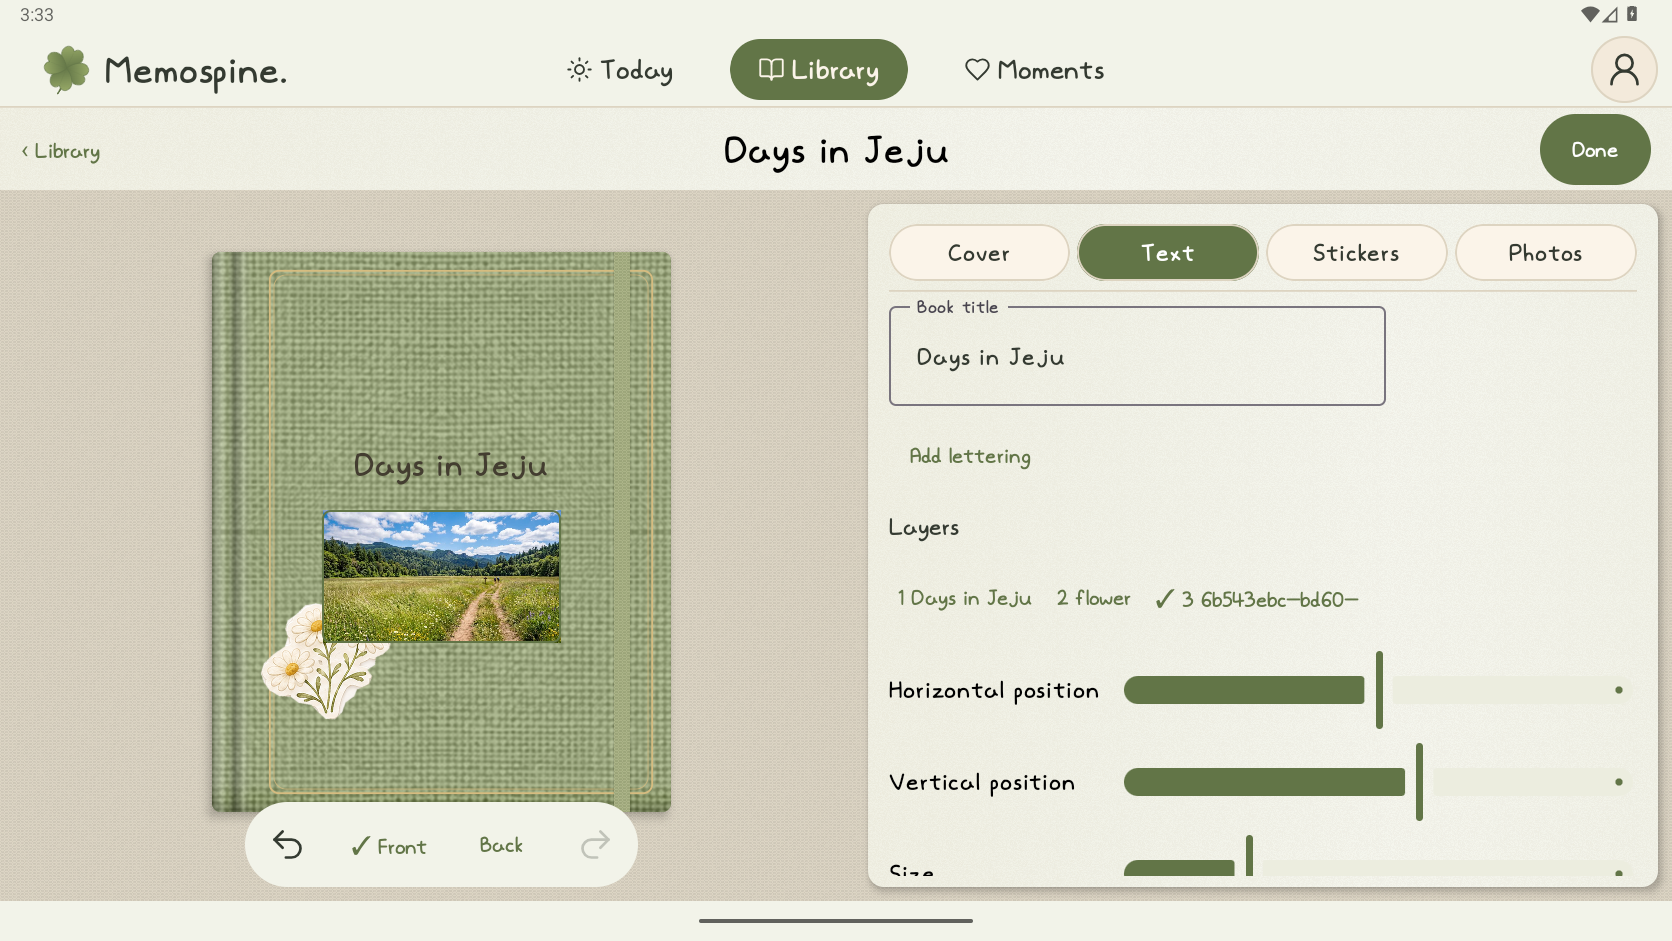 3:33
Memospine.
Today
Library
Moments
‹ Library
Days in Jeju
Done
Days in Jeju
✓ Front
Back
Cover
Text
Stickers
Photos
Book title
Days in Jeju
Add lettering
Layers
1 Days in Jeju
2 flower
✓ 3 6b543ebc-bd60-
Horizontal position
Vertical position
Size